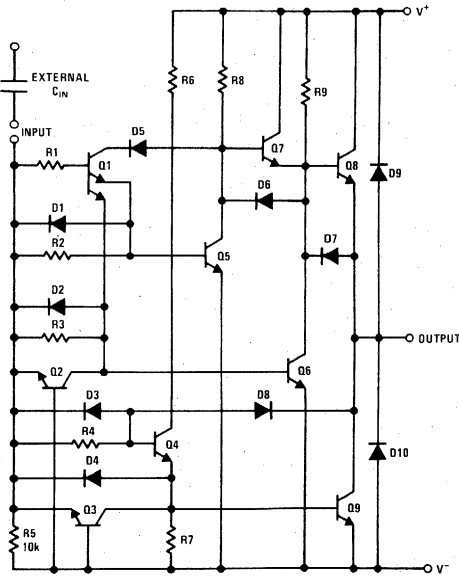 V+
EXTERNAL
CIN
INPUT
R6
R8
R9
R1
Q1
D5
Q7
Q8
D9
D1
D6
R2
Q5
D7
D2
R3
OUTPUT
Q2
Q6
D3
D8
R4
Q4
D10
D4
Q3
Q9
R5
10k
R7
V−